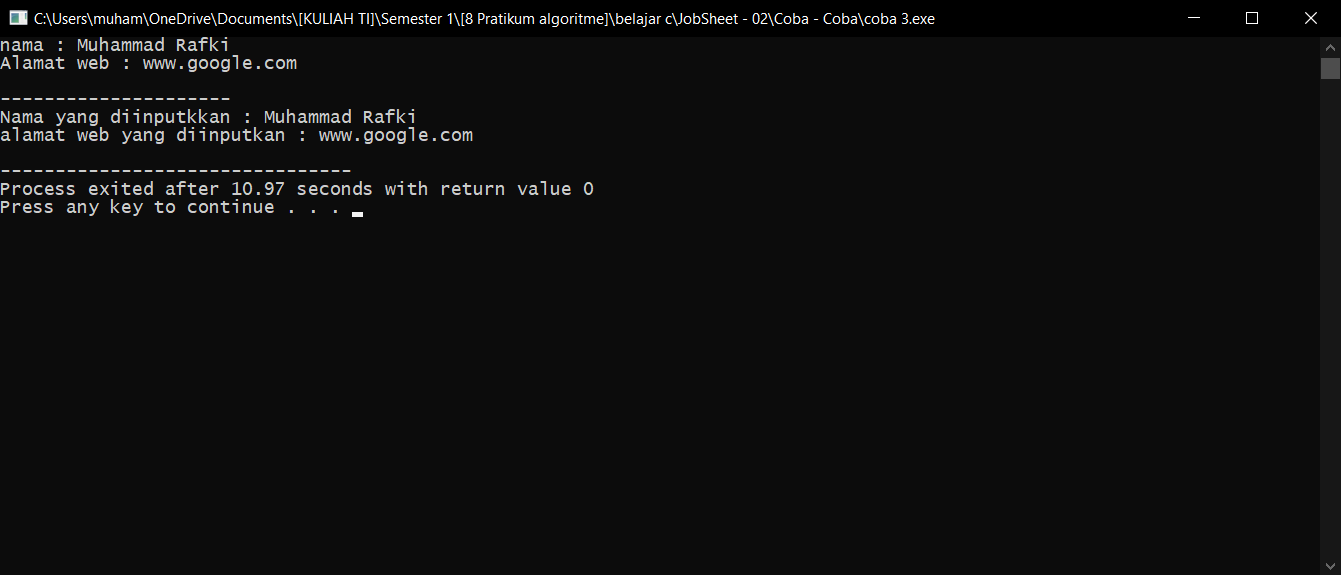 C:\Users\muham\OneDrive\Documents\[KULIAH TI]\Semester 1\[8 Pratikum algoritme]\belajar c\JobSheet - 02\Coba - Coba\coba 3.exe
nama : Muhammad Rafki
Alamat web : www.google.com
---------------------
Nama yang diinputkkan : Muhammad Rafki
alamat web yang diinputkan : www.google.com
--------------------------------
Process exited after 10.97 seconds with return value 0
Press any key to continue . . .